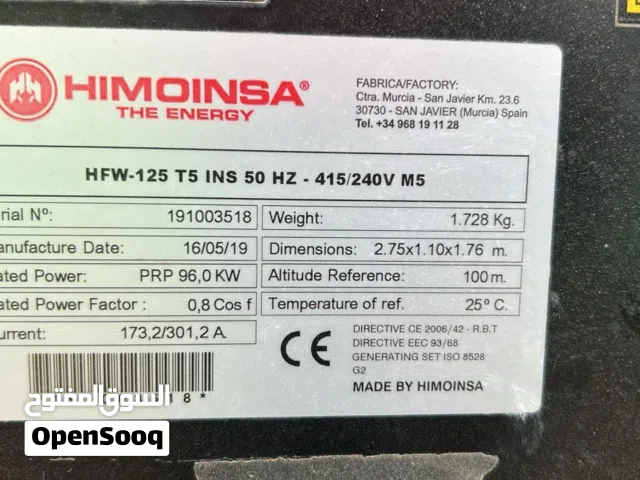 HIMOINSA®
THE ENERGY
FABRICA/FACTORY:
Ctra. Murcia - San Javier Km. 23.6
30730 - SAN JAVIER (Murcia) Spain
Tel. +34 968 19 11 28
HFW-125 T5 INS 50 HZ - 415/240V M5
erial Nº: 191003518
Weight: 1.728 Kg.
anufacture Date: 16/05/19
Dimensions: 2.75x1.10x1.76 m.
ated Power: PRP 96,0 KW
Altitude Reference: 100 m.
ated Power Factor : 0,8 Cos f
Temperature of ref. 25º C.
urrent: 173,2/301,2 A
CE
DIRECTIVE CE 2006/42 - R.B.T
DIRECTIVE EEC 93/68
GENERATING SET ISO 8528
G2
MADE BY HIMOINSA
18*
السوق المفتوح
OpenSooq